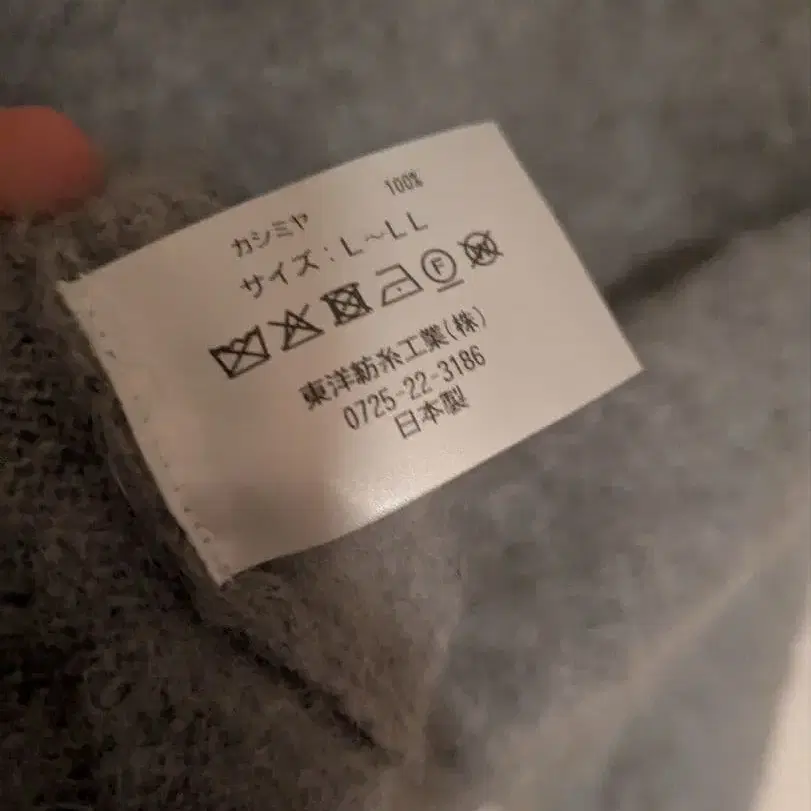 カシミヤ 100%
サイズ:L~LL
F W
東洋紡糸工業(株)
0725-22-3186
日本製